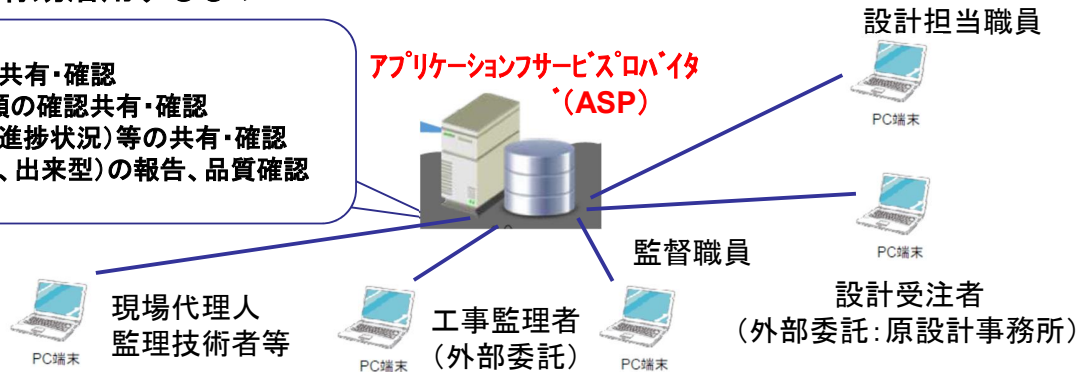 設計担当職員
共有・確認
の確認共有・確認
進捗状況)等の共有・確認
、出来型)の報告、品質確認
アプリケーションフサービスプロバイダ
(ASP)
PC端末
PC端末
監督職員
設計受注者
(外部委託:原設計事務所)
現場代理人
監理技術者等
PC端末
工事監理者
(外部委託)
PC端末
PC端末